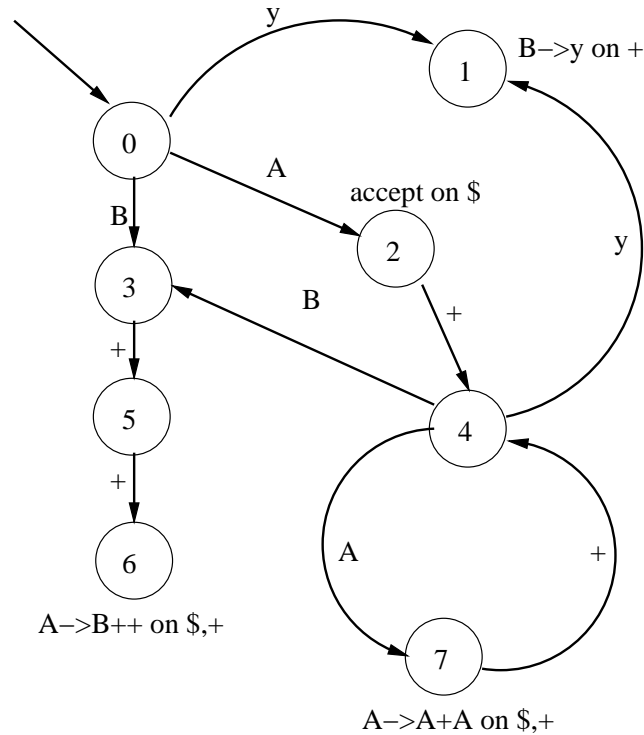 y
B->y on +
1
0
A
accept on $
B
2
y
3
B
+
+
5
4
+
6
A
+
A->B++ on $,+
7
A->A+A on $,+